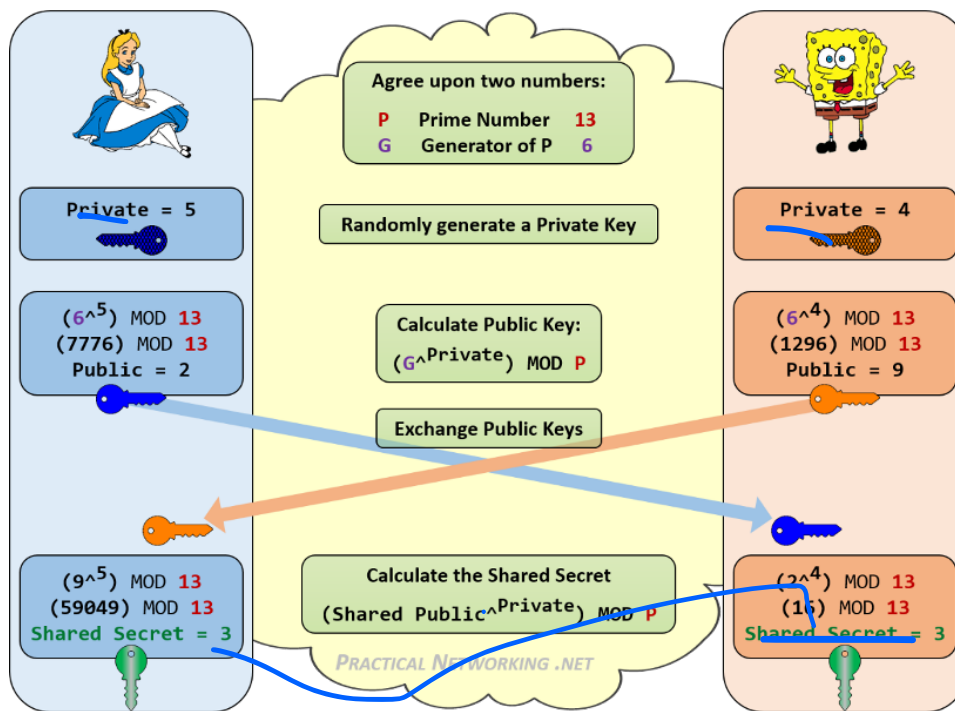 Agree upon two numbers:
P Prime Number 13
G Generator of P 6
Private = 5
Randomly generate a Private Key
Private = 4
(6^5) MOD 13
(7776) MOD 13
Public = 2
Calculate Public Key:
(G^Private) MOD P
(6^4) MOD 13
(1296) MOD 13
Public = 9
Exchange Public Keys
(9^5) MOD 13
(59049) MOD 13
Shared Secret = 3
Calculate the Shared Secret
(Shared Public^Private) MOD P
(2^4) MOD 13
(16) MOD 13
Shared Secret = 3
PRACTICAL NETWORKING .NET